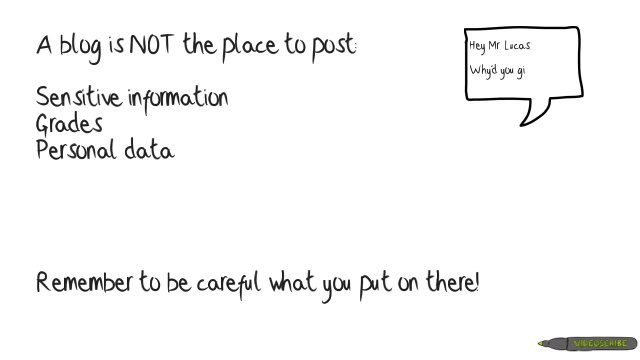 A blog is NOT the place to post:
Sensitive information
Grades
Personal data
Hey Mr Lucas
Why'd you gi
Remember to be careful what you put on there!
VIDEOSCRIBE